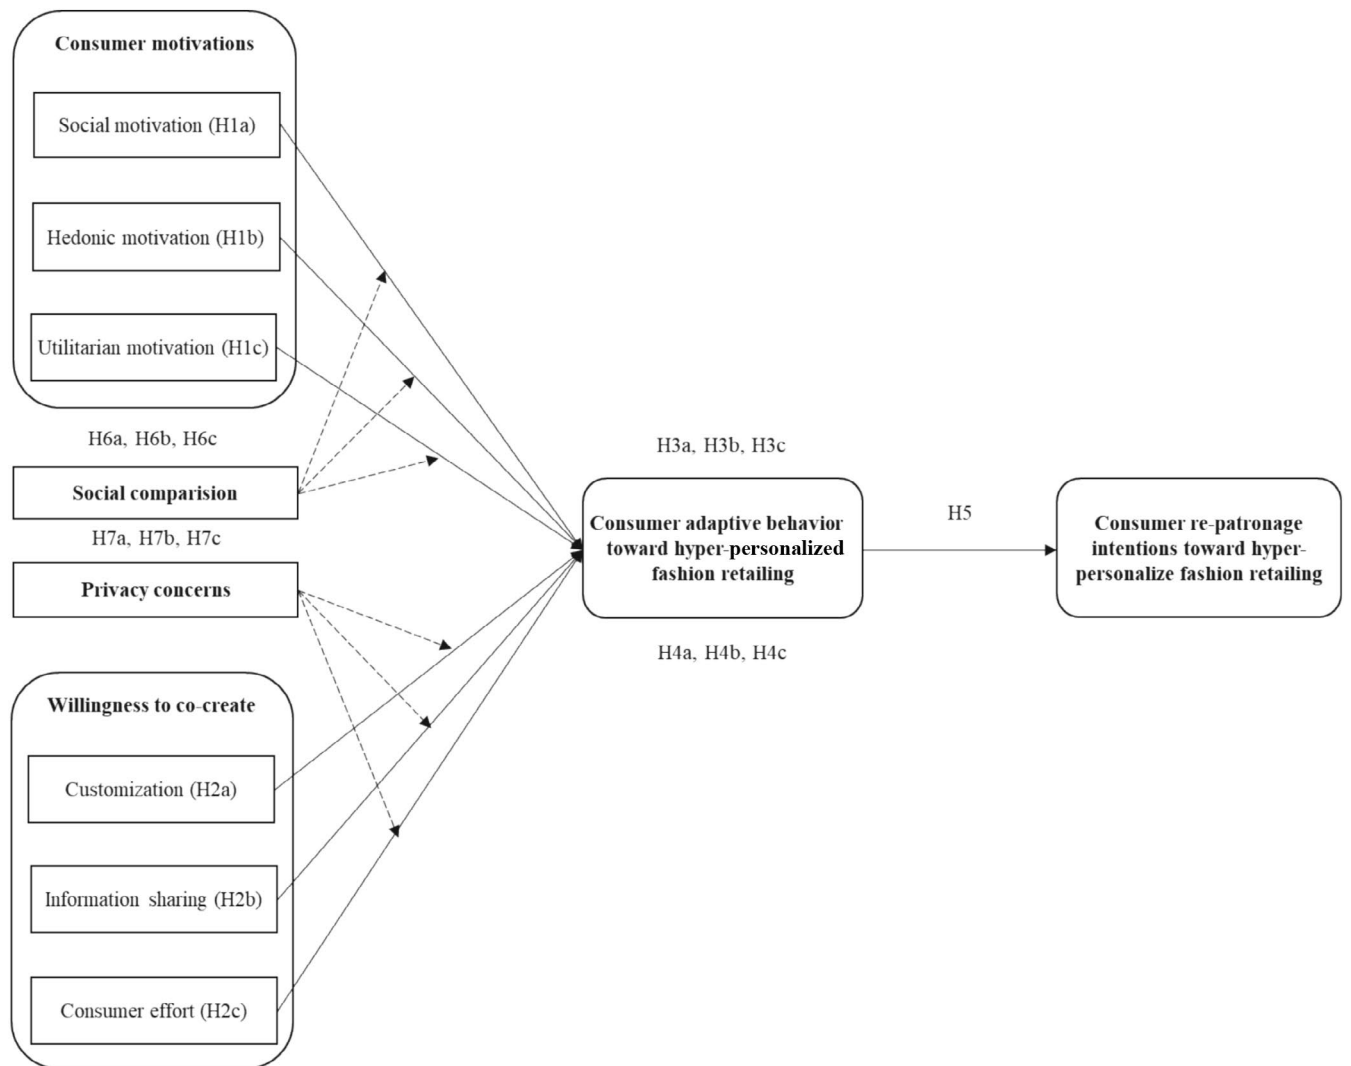 Consumer motivations
Social motivation (H1a)
Hedonic motivation (H1b)
Utilitarian motivation (H1c)
H6a, H6b, H6c
Social comparision
H7a, H7b, H7c
Privacy concerns
Willingness to co-create
Customization (H2a)
Information sharing (H2b)
Consumer effort (H2c)
H3a, H3b, H3c
Consumer adaptive behavior
toward hyper-personalized
fashion retailing
H4a, H4b, H4c
H5
Consumer re-patronage
intentions toward hyper-
personalize fashion retailing